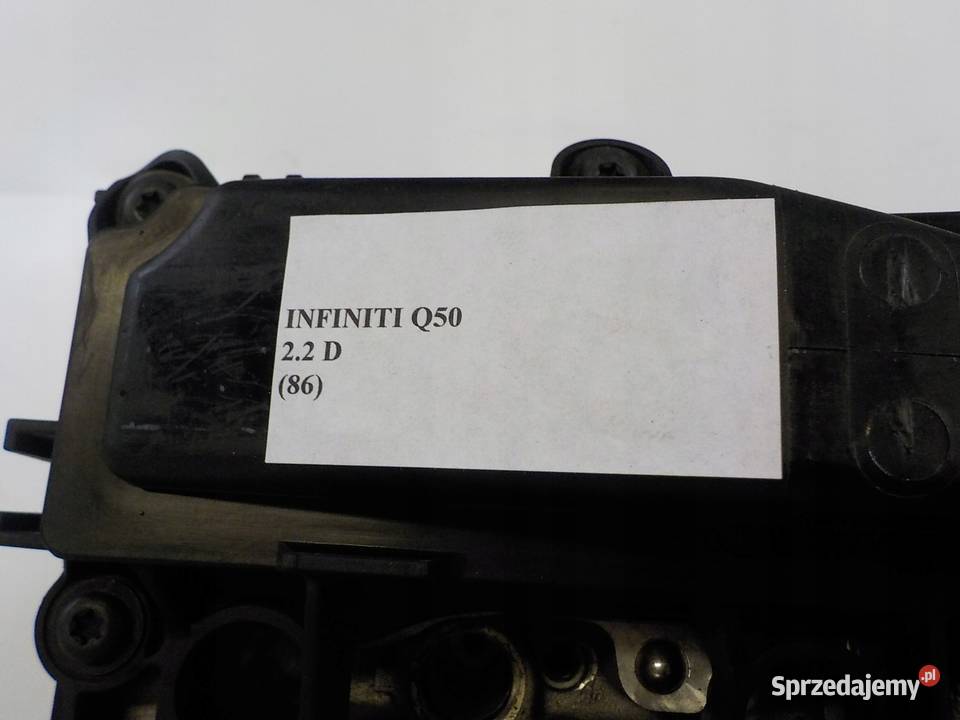 INFINITI Q50
2.2 D
(86)
Sprzedajemy.pl